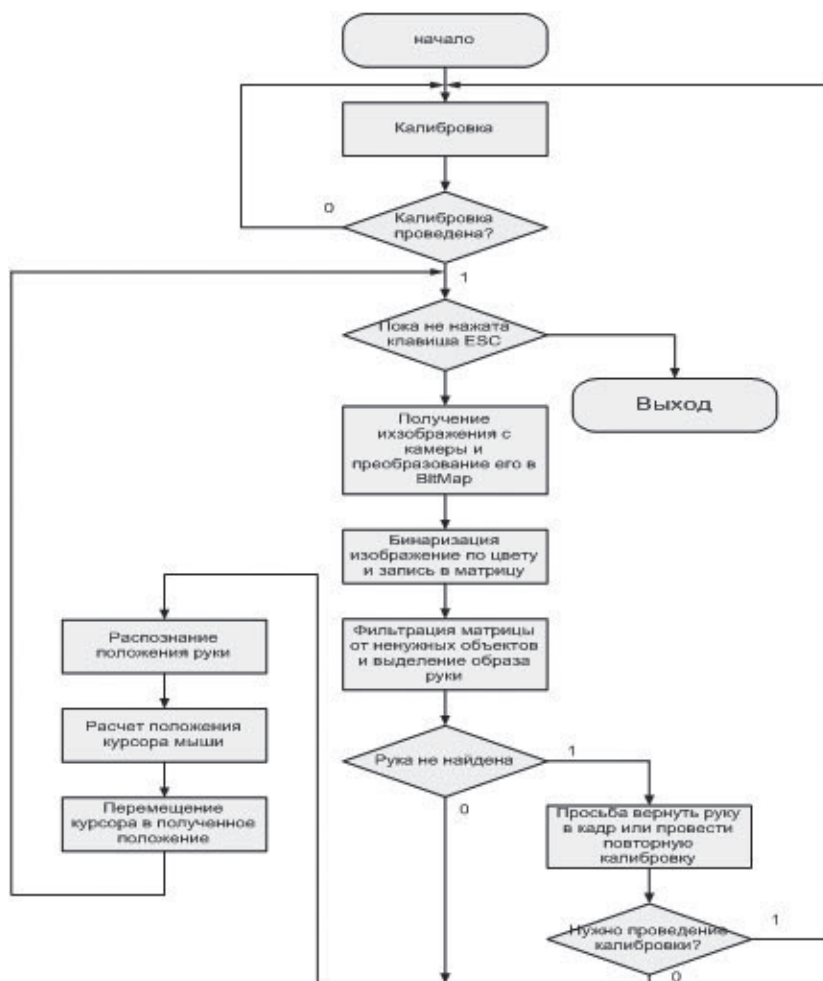 начало
Калибровка
0
Калибровка
проведена?
1
Пока не нажата
клавиша ESC
Выход
Получение
ихзображения с
камеры и
преобразование его в
BitMap
Бинаризация
изображение по цвету
и запись в матрицу
Распознание
положения руки
Фильтрация матрицы
от ненужных объектов
и выделение образа
руки
Расчет положения
курсора мыши
Рука не найдена
1
0
Перемещение
курсора в полученное
положение
Просьба вернуть руку
в кадр или провести
повторную
калибровку
Нужно проведение
калибровки?
1
0